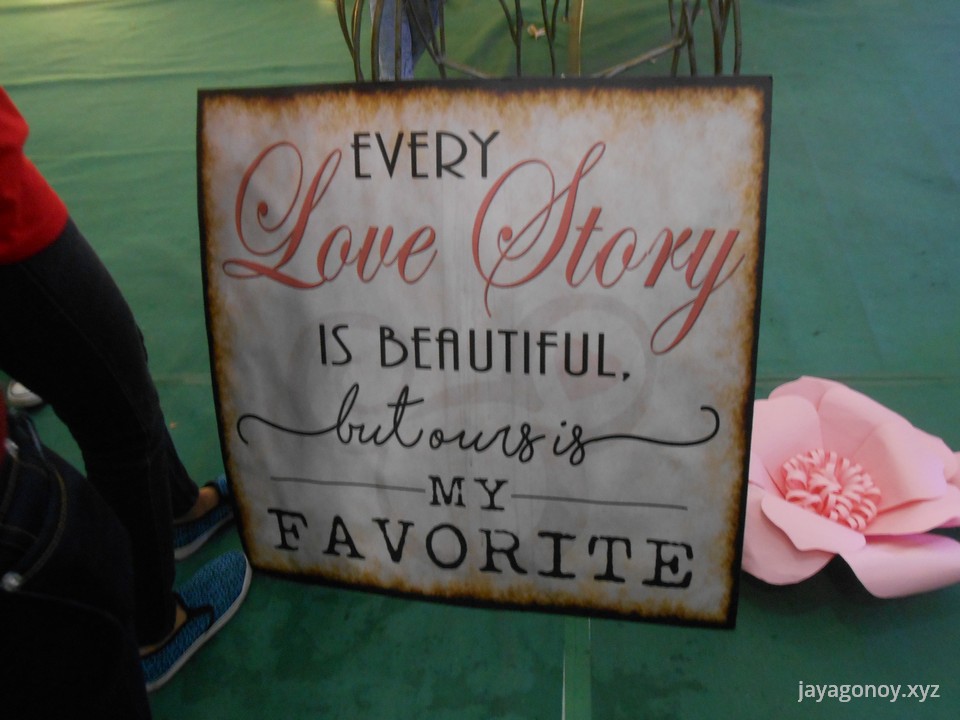 EVERY
Love Story
IS BEAUTIFUL,
but ours is
MY
FAVORITE
jayagonoy.xyz